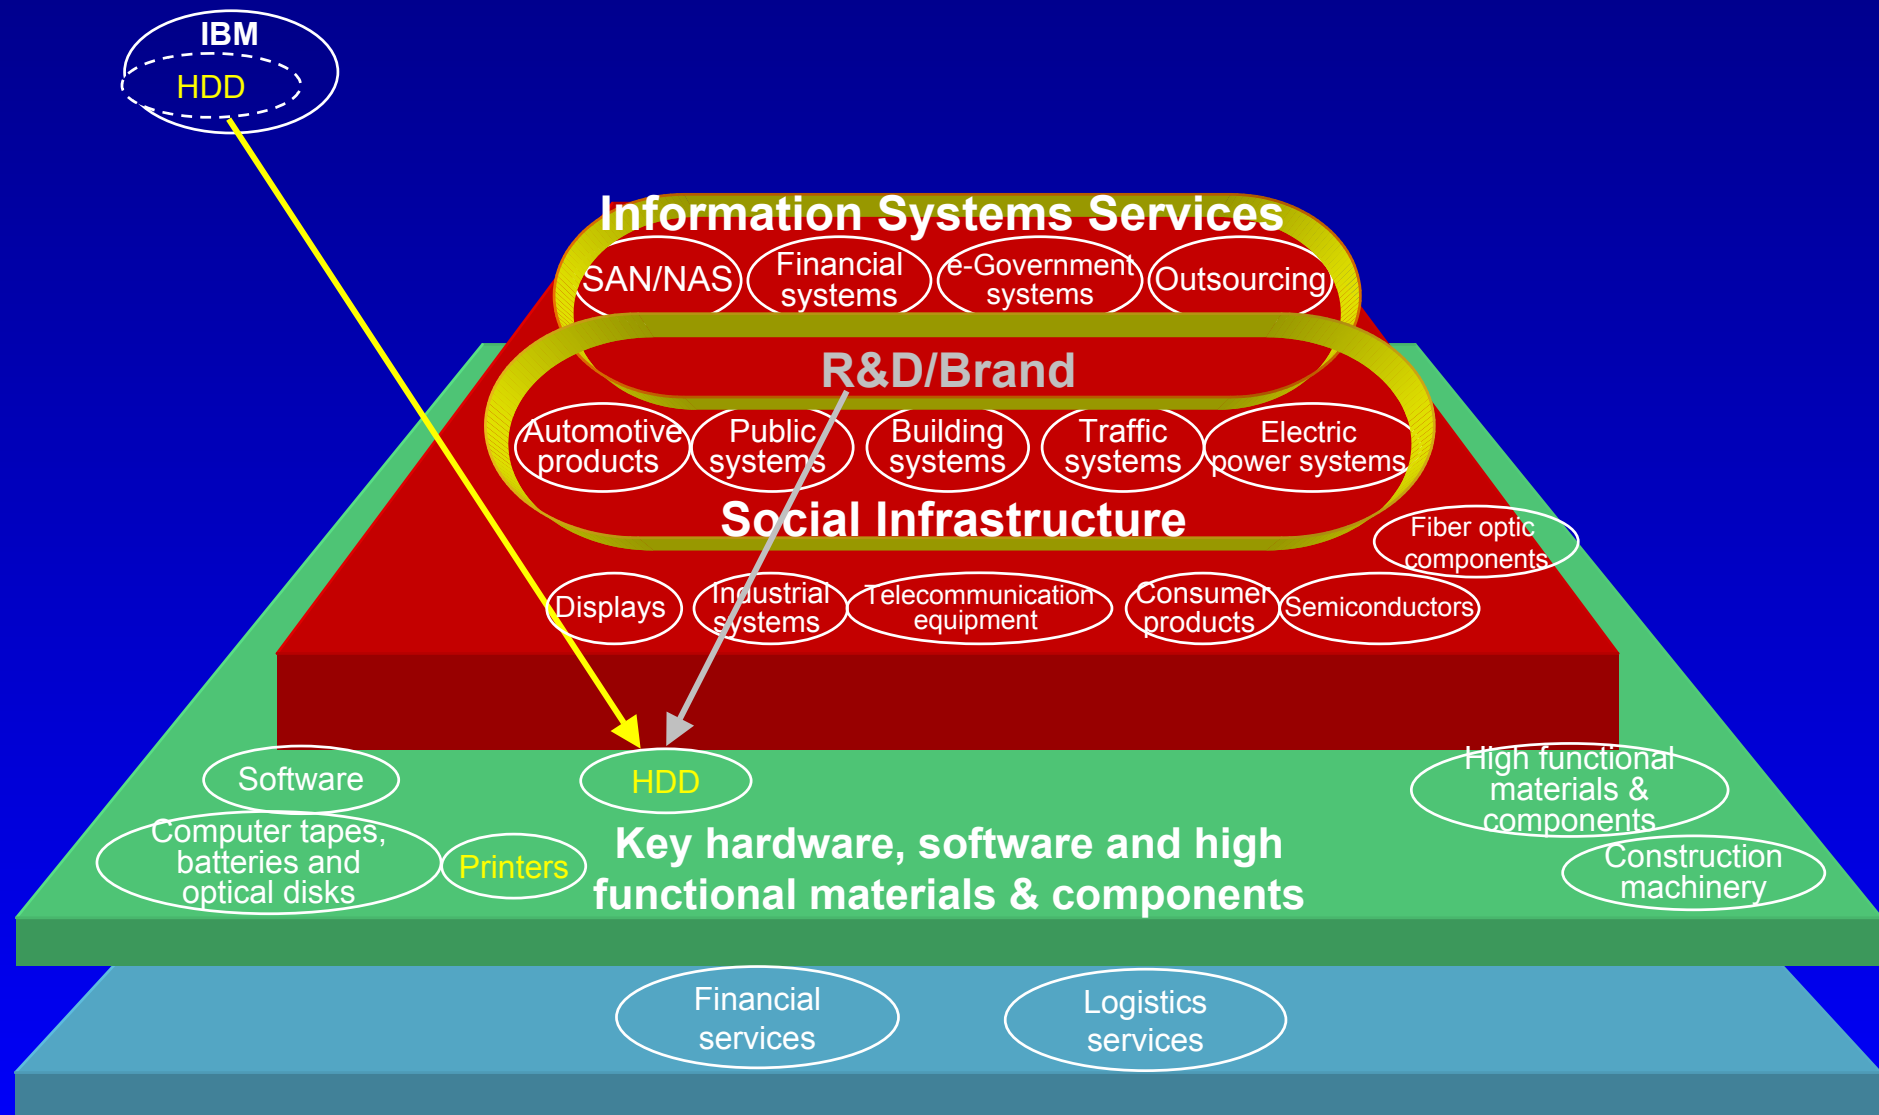 IBM
HDD
Information Systems Services
SAN/NAS
Financial
systems
e-Government
systems
Outsourcing
R&D/Brand
Automotive
products
Public
systems
Building
systems
Traffic
systems
Electric
power systems
Social Infrastructure
Fiber optic
components
Displays
Industrial
systems
Telecommunication
equipment
Consumer
products
Semiconductors
Software
HDD
High functional
materials &
components
Computer tapes,
batteries and
optical disks
Printers
Key hardware, software and high
functional materials & components
Construction
machinery
Financial
services
Logistics
services